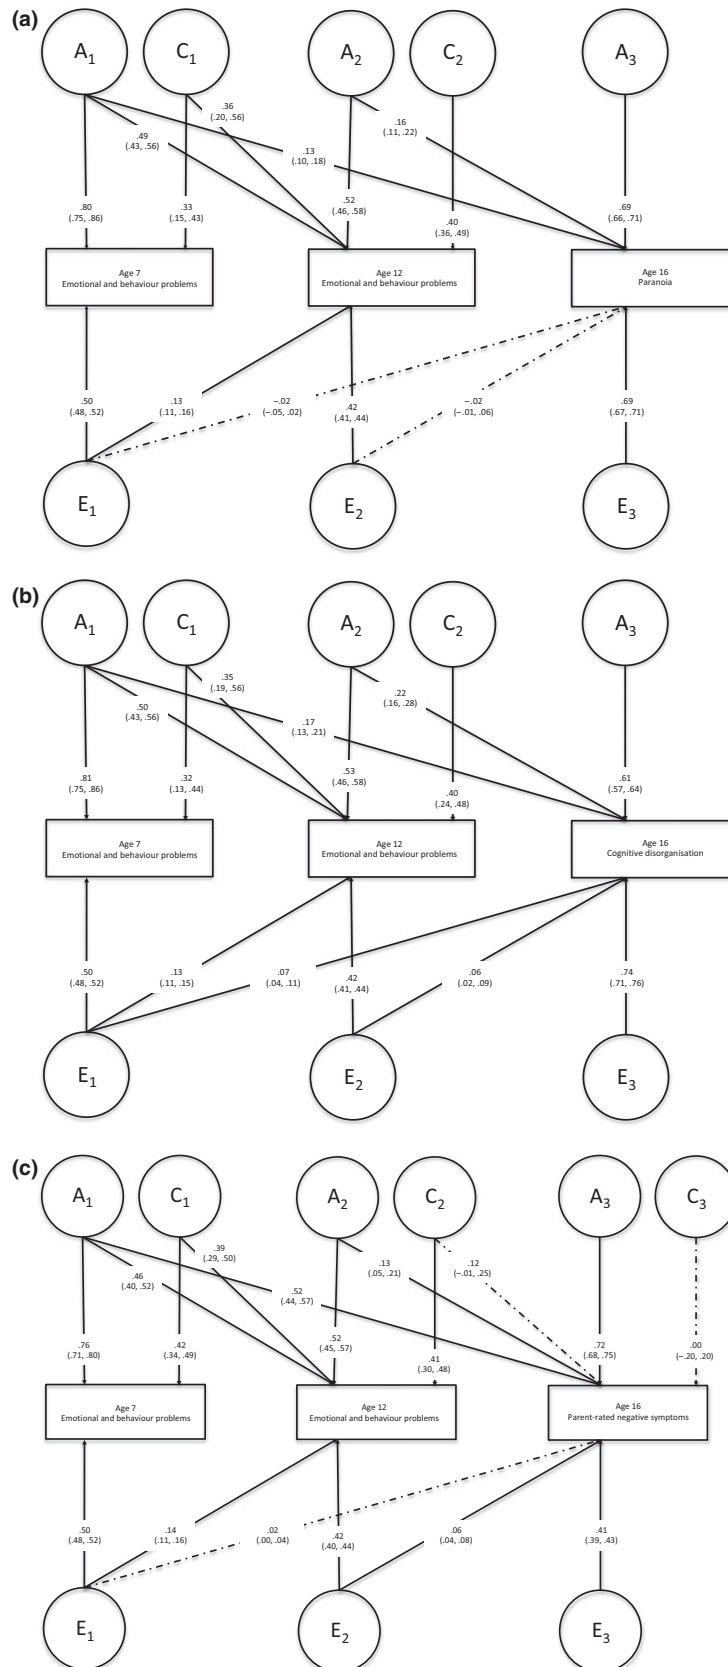 (a)
A1
C1
A2
C2
A3
.36
(.20, .56)
.49
(.43, .56)
.16
(.11, .22)
.13
(.10, .18)
.80
(.75, .86)
.33
(.15, .43)
.52
(.46, .58)
.40
(.36, .49)
.69
(.66, .71)
Age 7
Emotional and behaviour problems
Age 12
Emotional and behaviour problems
Age 16
Paranoia
.50
(.48, .52)
.13
(.11, .16)
−.02
(−.05, .02)
.42
(.41, .44)
−.02
(−.01, .06)
.69
(.67, .71)
E1
E2
E3
(b)
A1
C1
A2
C2
A3
.35
(.19, .56)
.50
(.43, .56)
.22
(.16, .28)
.17
(.13, .21)
.81
(.75, .86)
.32
(.13, .44)
.53
(.46, .58)
.40
(.24, .48)
.61
(.57, .64)
Age 7
Emotional and behaviour problems
Age 12
Emotional and behaviour problems
Age 16
Cognitive disorganisation
.50
(.48, .52)
.13
(.11, .15)
.07
(.04, .11)
.42
(.41, .44)
.06
(.02, .09)
.74
(.71, .76)
E1
E2
E3
(c)
A1
C1
A2
C2
A3
C3
.39
(.29, .50)
.46
(.40, .52)
.13
(.05, .21)
.12
(−.01, .25)
.52
(.44, .57)
.76
(.71, .80)
.42
(.34, .49)
.52
(.45, .57)
.41
(.30, .48)
.72
(.68, .75)
.00
(−.20, .20)
Age 7
Emotional and behaviour problems
Age 12
Emotional and behaviour problems
Age 16
Parent-rated negative symptoms
.50
(.48, .52)
.14
(.11, .16)
.02
(.00, .04)
.42
(.40, .44)
.06
(.04, .08)
.41
(.39, .43)
E1
E2
E3